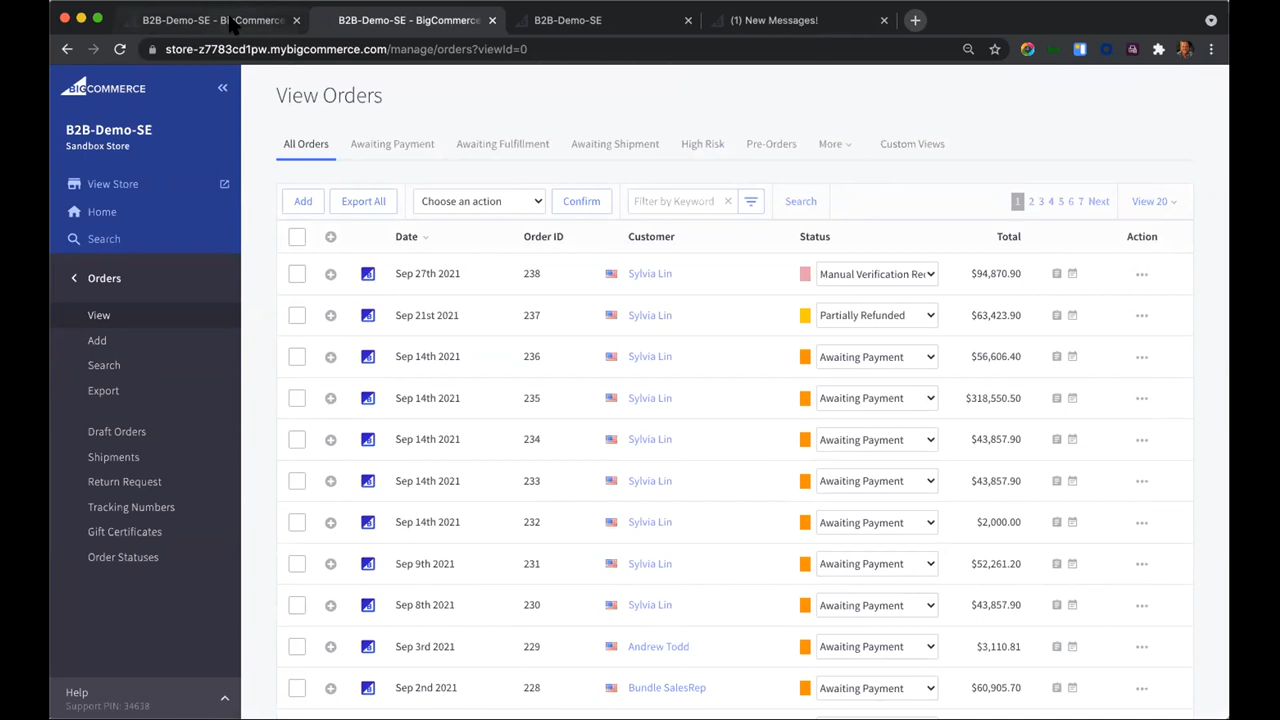 B2B-Demo-SE - BigCommerce
B2B-Demo-SE - BigCommerce
B2B-Demo-SE
(1) New Messages!
store-z7783cd1pw.mybigcommerce.com/manage/orders?viewId=0
BIGCOMMERCE
B2B-Demo-SE
Sandbox Store
View Store
Home
Search
Orders
View
Add
Search
Export
Draft Orders
Shipments
Return Request
Tracking Numbers
Gift Certificates
Order Statuses
Help
Support PIN: 34638
View Orders
All Orders Awaiting Payment Awaiting Fulfillment Awaiting Shipment High Risk Pre-Orders More Custom Views
Add Export All Choose an action Confirm Filter by Keyword Search 1 2 3 4 5 6 7 Next View 20
Date Order ID Customer Status Total Action
Sep 27th 2021 238 Sylvia Lin Manual Verification Rec $94,870.90
Sep 21st 2021 237 Sylvia Lin Partially Refunded $63,423.90
Sep 14th 2021 236 Sylvia Lin Awaiting Payment $56,606.40
Sep 14th 2021 235 Sylvia Lin Awaiting Payment $318,550.50
Sep 14th 2021 234 Sylvia Lin Awaiting Payment $43,857.90
Sep 14th 2021 233 Sylvia Lin Awaiting Payment $43,857.90
Sep 14th 2021 232 Sylvia Lin Awaiting Payment $2,000.00
Sep 9th 2021 231 Sylvia Lin Awaiting Payment $52,261.20
Sep 8th 2021 230 Sylvia Lin Awaiting Payment $43,857.90
Sep 3rd 2021 229 Andrew Todd Awaiting Payment $3,110.81
Sep 2nd 2021 228 Bundle SalesRep Awaiting Payment $60,905.70